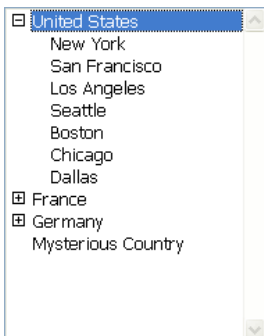 United States
New York
San Francisco
Los Angeles
Seattle
Boston
Chicago
Dallas
France
Germany
Mysterious Country